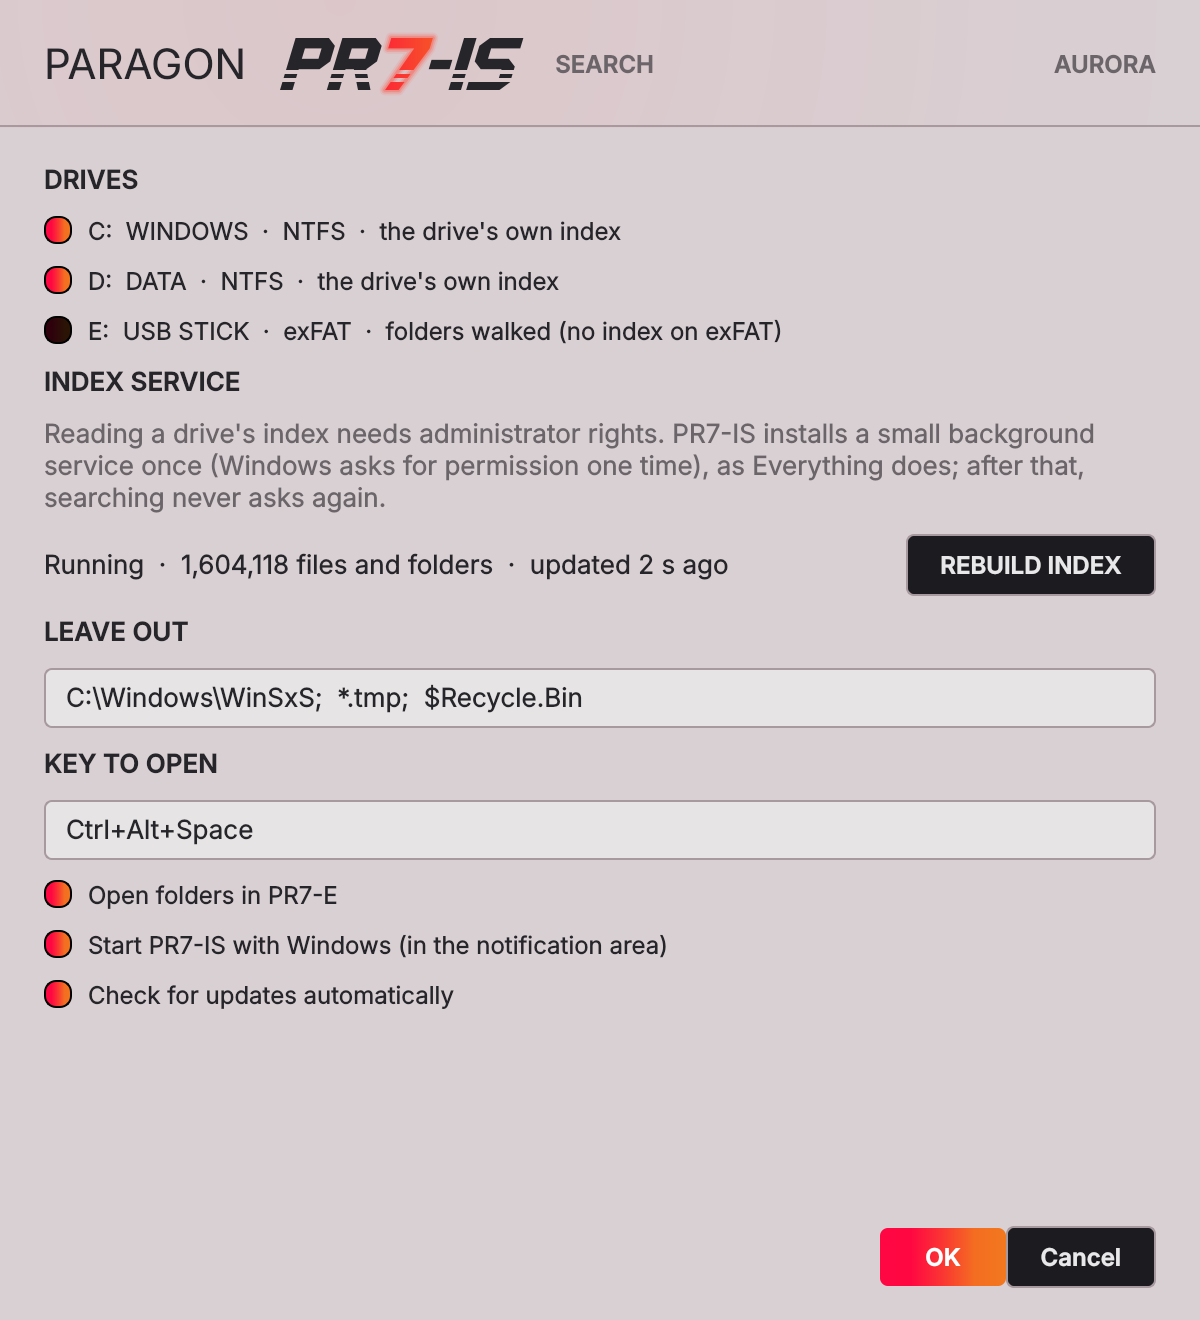 PARAGON PR7-IS SEARCH AURORA
DRIVES
C: WINDOWS · NTFS · the drive's own index
D: DATA · NTFS · the drive's own index
E: USB STICK · exFAT · folders walked (no index on exFAT)
INDEX SERVICE
Reading a drive's index needs administrator rights. PR7-IS installs a small background
service once (Windows asks for permission one time), as Everything does; after that,
searching never asks again.
Running · 1,604,118 files and folders · updated 2 s ago REBUILD INDEX
LEAVE OUT
C:\Windows\WinSxS; *.tmp; $Recycle.Bin
KEY TO OPEN
Ctrl+Alt+Space
Open folders in PR7-E
Start PR7-IS with Windows (in the notification area)
Check for updates automatically
OK Cancel